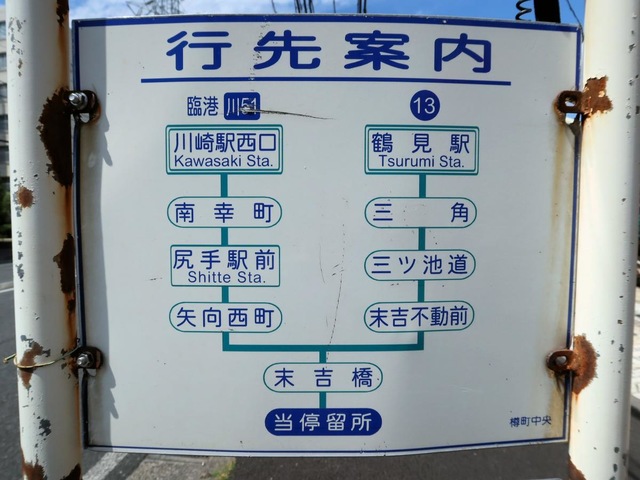 行先案内
臨港 川51
川崎駅西口
Kawasaki Sta.
南幸町
尻手駅前
Shitte Sta.
矢向西町
13
鶴見駅
Tsurumi Sta.
三角
三ツ池道
末吉不動前
末吉橋
当停留所
樽町中央